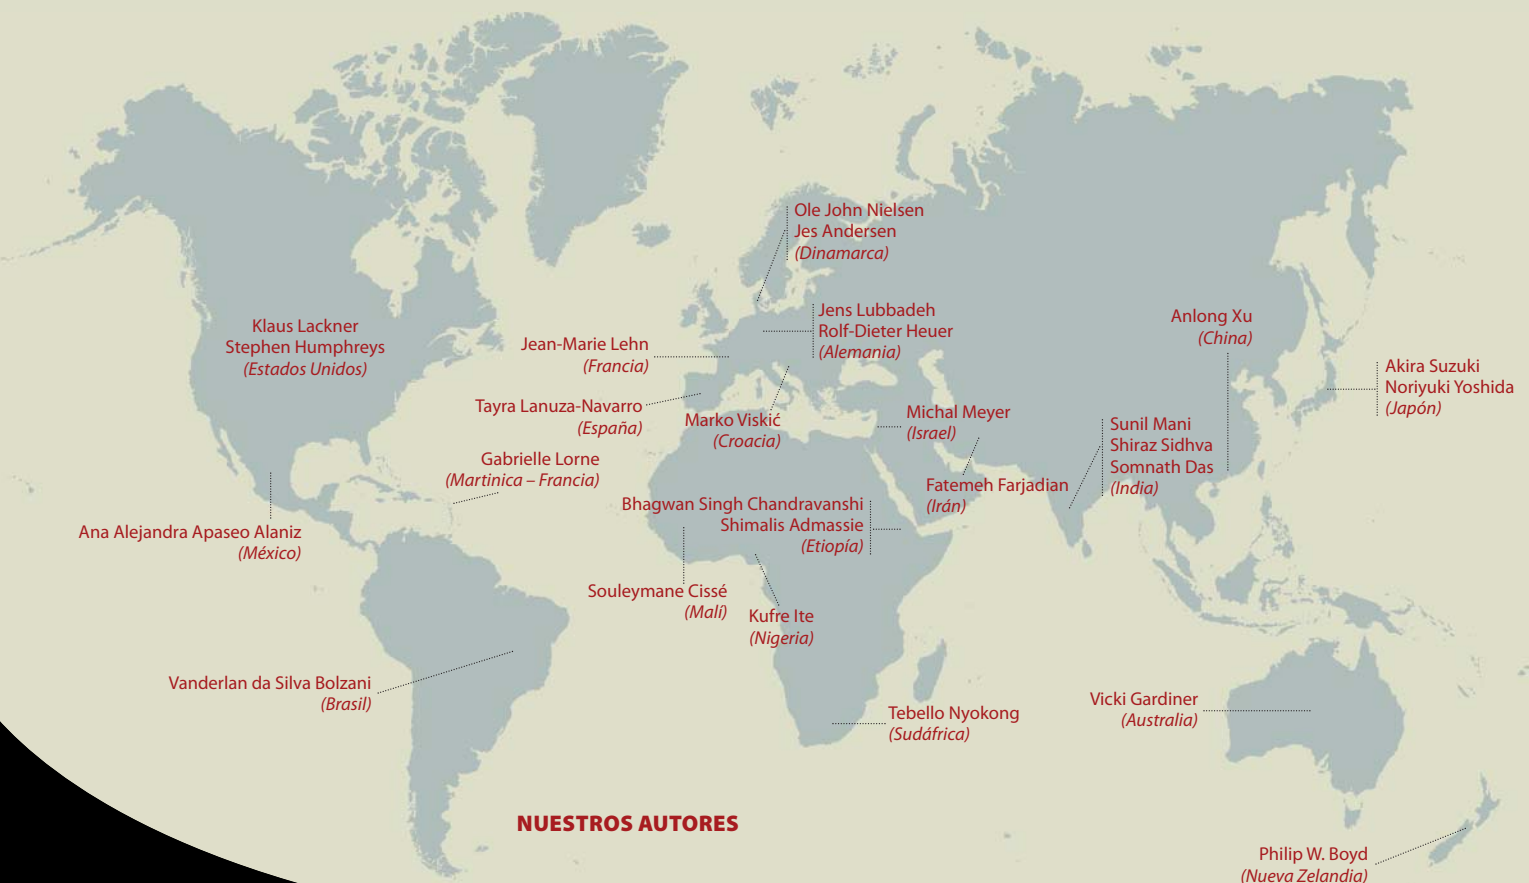 Ole John Nielsen
Jes Andersen
(Dinamarca)
Klaus Lackner
Stephen Humphreys
(Estados Unidos)
Jean-Marie Lehn
(Francia)
Jens Lubbadeh
Rolf-Dieter Heuer
(Alemania)
Anlong Xu
(China)
Akira Suzuki
Noriyuki Yoshida
(Japón)
Tayra Lanuza-Navarro
(España)
Marko Viskić
(Croacia)
Michal Meyer
(Israel)
Sunil Mani
Shiraz Sidhva
Somnath Das
(India)
Gabrielle Lorne
(Martinica – Francia)
Fatemeh Farjadian
(Irán)
Bhagwan Singh Chandravanshi
Shimalis Admassie
(Etiopía)
Ana Alejandra Apaseo Alaniz
(México)
Souleymane Cissé
(Malí)
Kufre Ite
(Nigeria)
Vanderlan da Silva Bolzani
(Brasil)
Tebello Nyokong
(Sudáfrica)
Vicki Gardiner
(Australia)
NUESTROS AUTORES
Philip W. Boyd
(Nueva Zelandia)